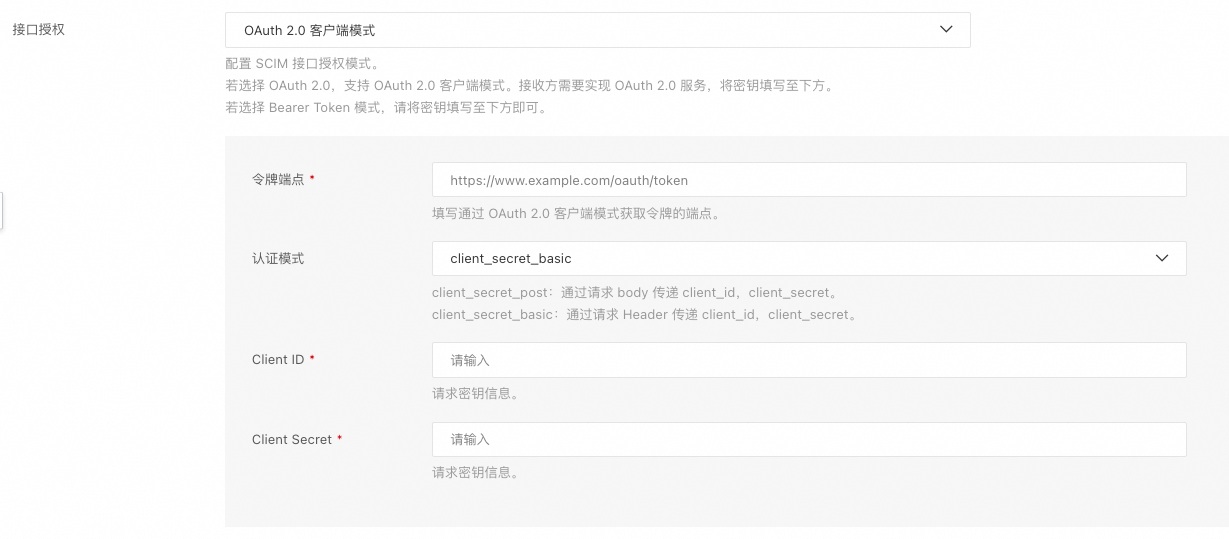 接口授权
OAuth 2.0 客户端模式
配置 SCIM 接口授权模式。
若选择 OAuth 2.0，支持 OAuth 2.0 客户端模式。接收方需要实现 OAuth 2.0 服务，将密钥填写至下方。
若选择 Bearer Token 模式，请将密钥填写至下方即可。
令牌端点 *
https://www.example.com/oauth/token
填写通过 OAuth 2.0 客户端模式获取令牌的端点。
认证模式
client_secret_basic
client_secret_post：通过请求 body 传递 client_id，client_secret。
client_secret_basic：通过请求 Header 传递 client_id，client_secret。
Client ID *
请输入
请求密钥信息。
Client Secret *
请输入
请求密钥信息。